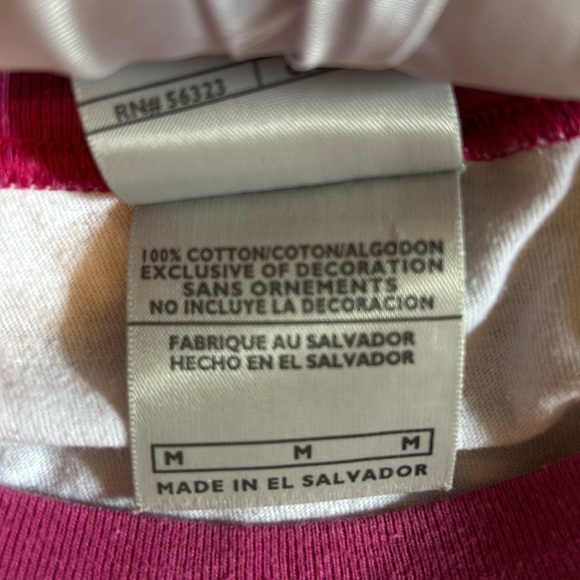 RN# 56323
100% COTTON/COTON/ALGODON
EXCLUSIVE OF DECORATION
SANS ORNEMENTS
NO INCLUYE LA DECORACION
FABRIQUE AU SALVADOR
HECHO EN EL SALVADOR
M M M
MADE IN EL SALVADOR